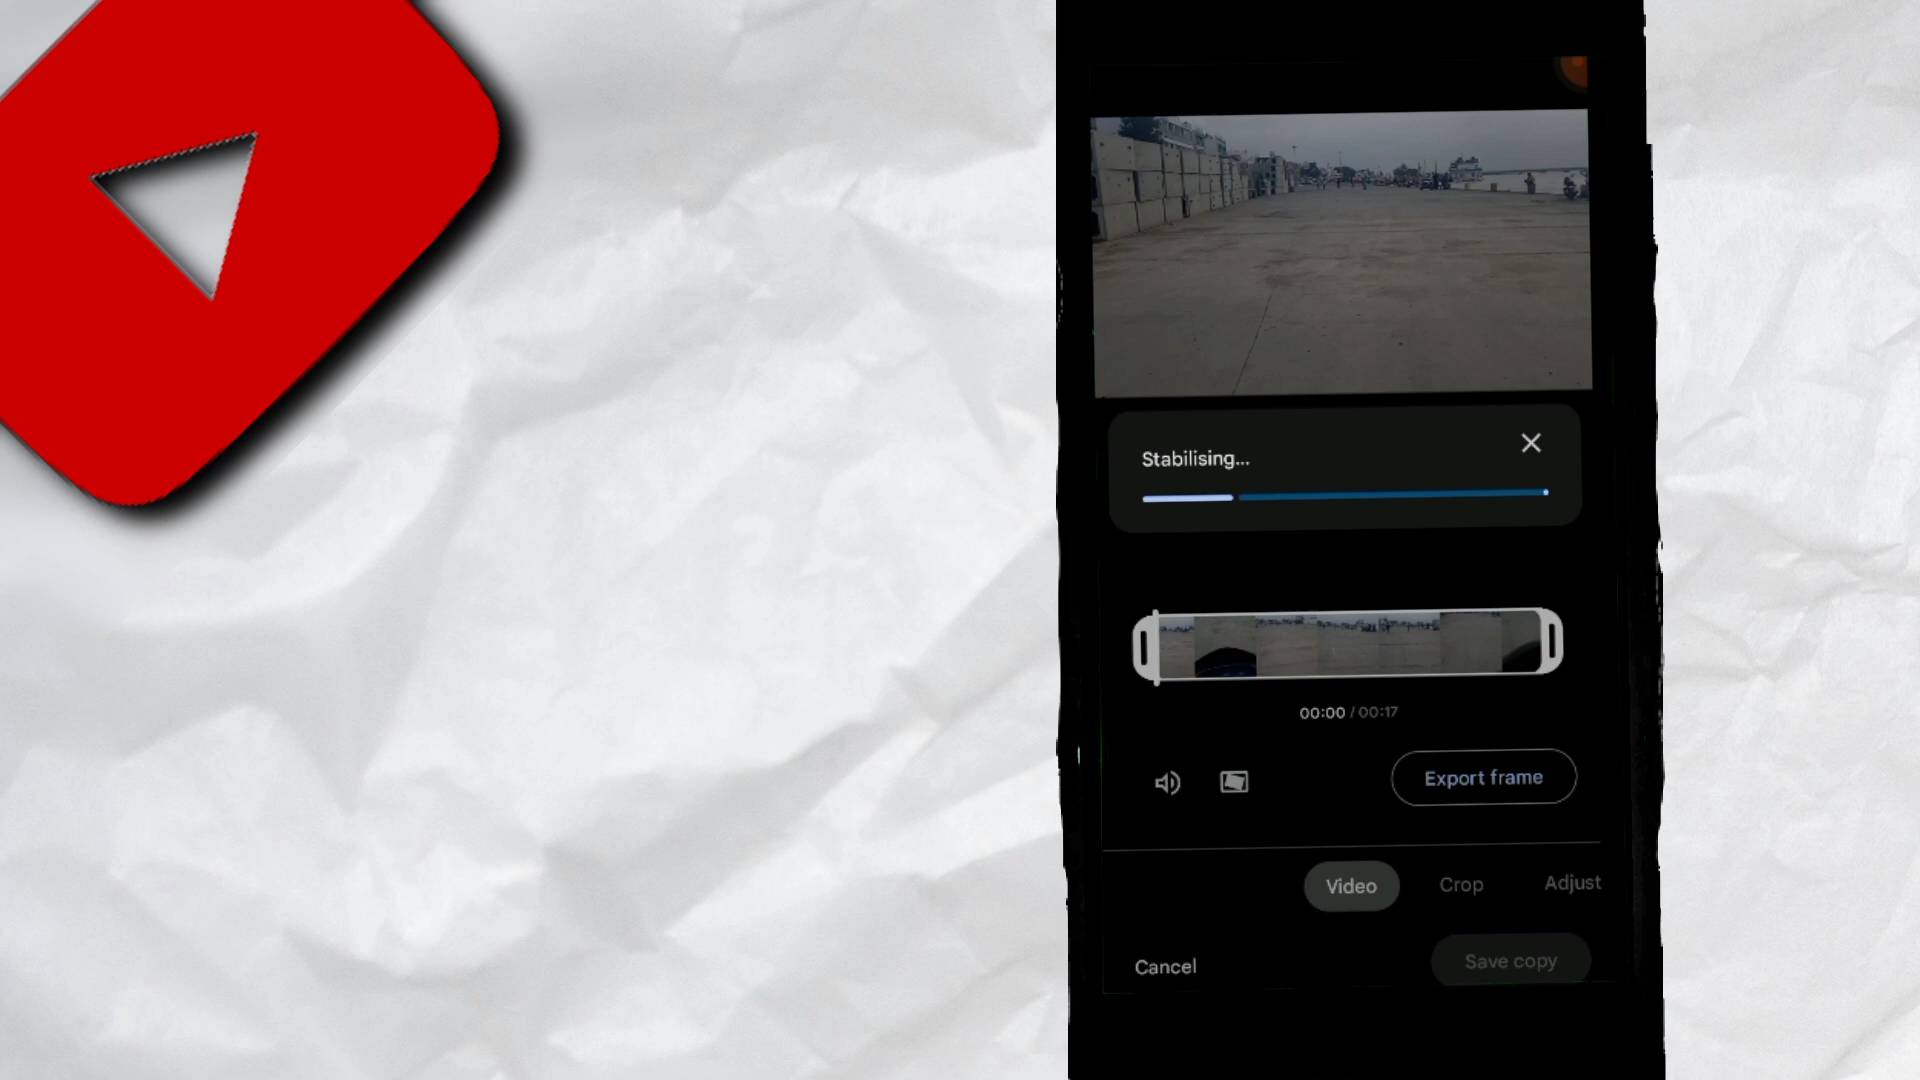 Stabilising...
00:00 / 00:17
Export frame
Video
Crop
Adjust
Cancel
Save copy